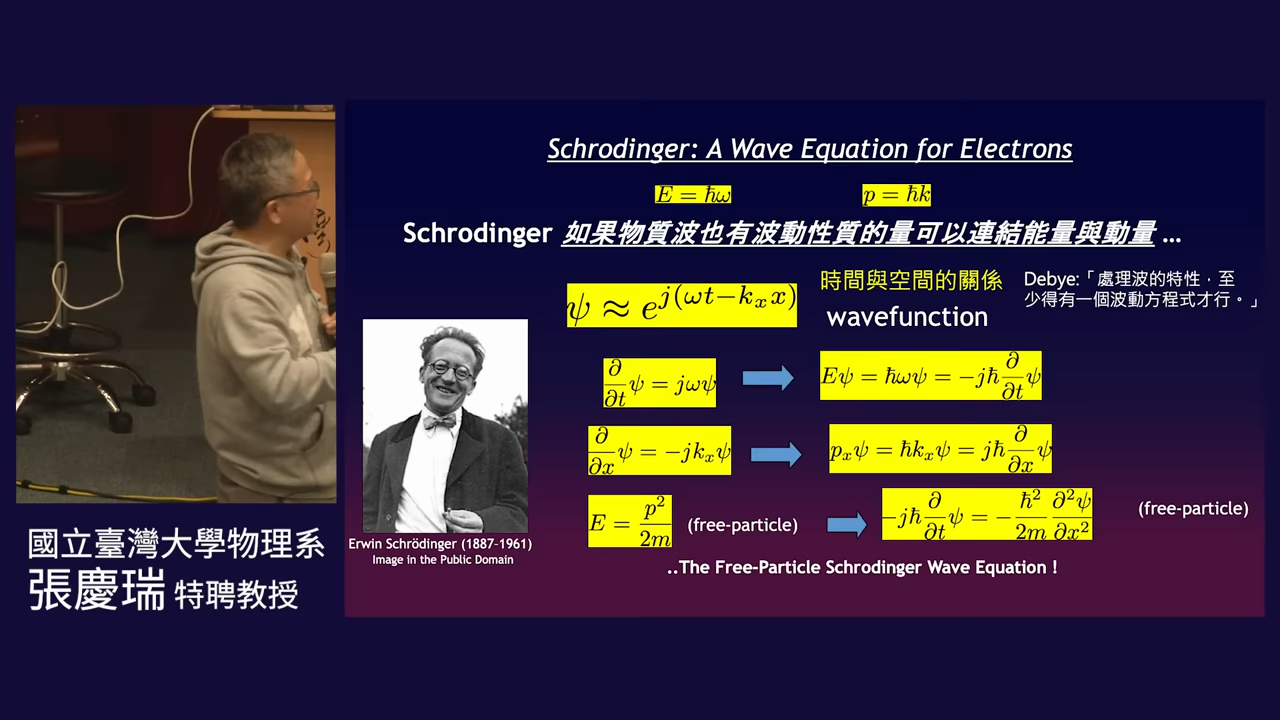 Schrodinger: A Wave Equation for Electrons
E = ħω
p = ħk
Schrodinger 如果物質波也有波動性質的量可以連結能量與動量 ...
ψ ≈ e^{j(ωt−k_x x)}
時間與空間的關係
wavefunction
Debye:「處理波的特性，至
少得有一個波動方程式才行。」
∂/∂t ψ = jωψ
Eψ = ħωψ = −jħ ∂/∂t ψ
∂/∂x ψ = −jk_xψ
p_xψ = ħk_xψ = jħ ∂/∂x ψ
E = p²/2m
(free-particle)
−jħ ∂/∂t ψ = − ħ²/2m ∂²ψ/∂x²
(free-particle)
..The Free-Particle Schrodinger Wave Equation !
Erwin Schrödinger (1887–1961)
Image in the Public Domain
國立臺灣大學物理系
張慶瑞 特聘教授